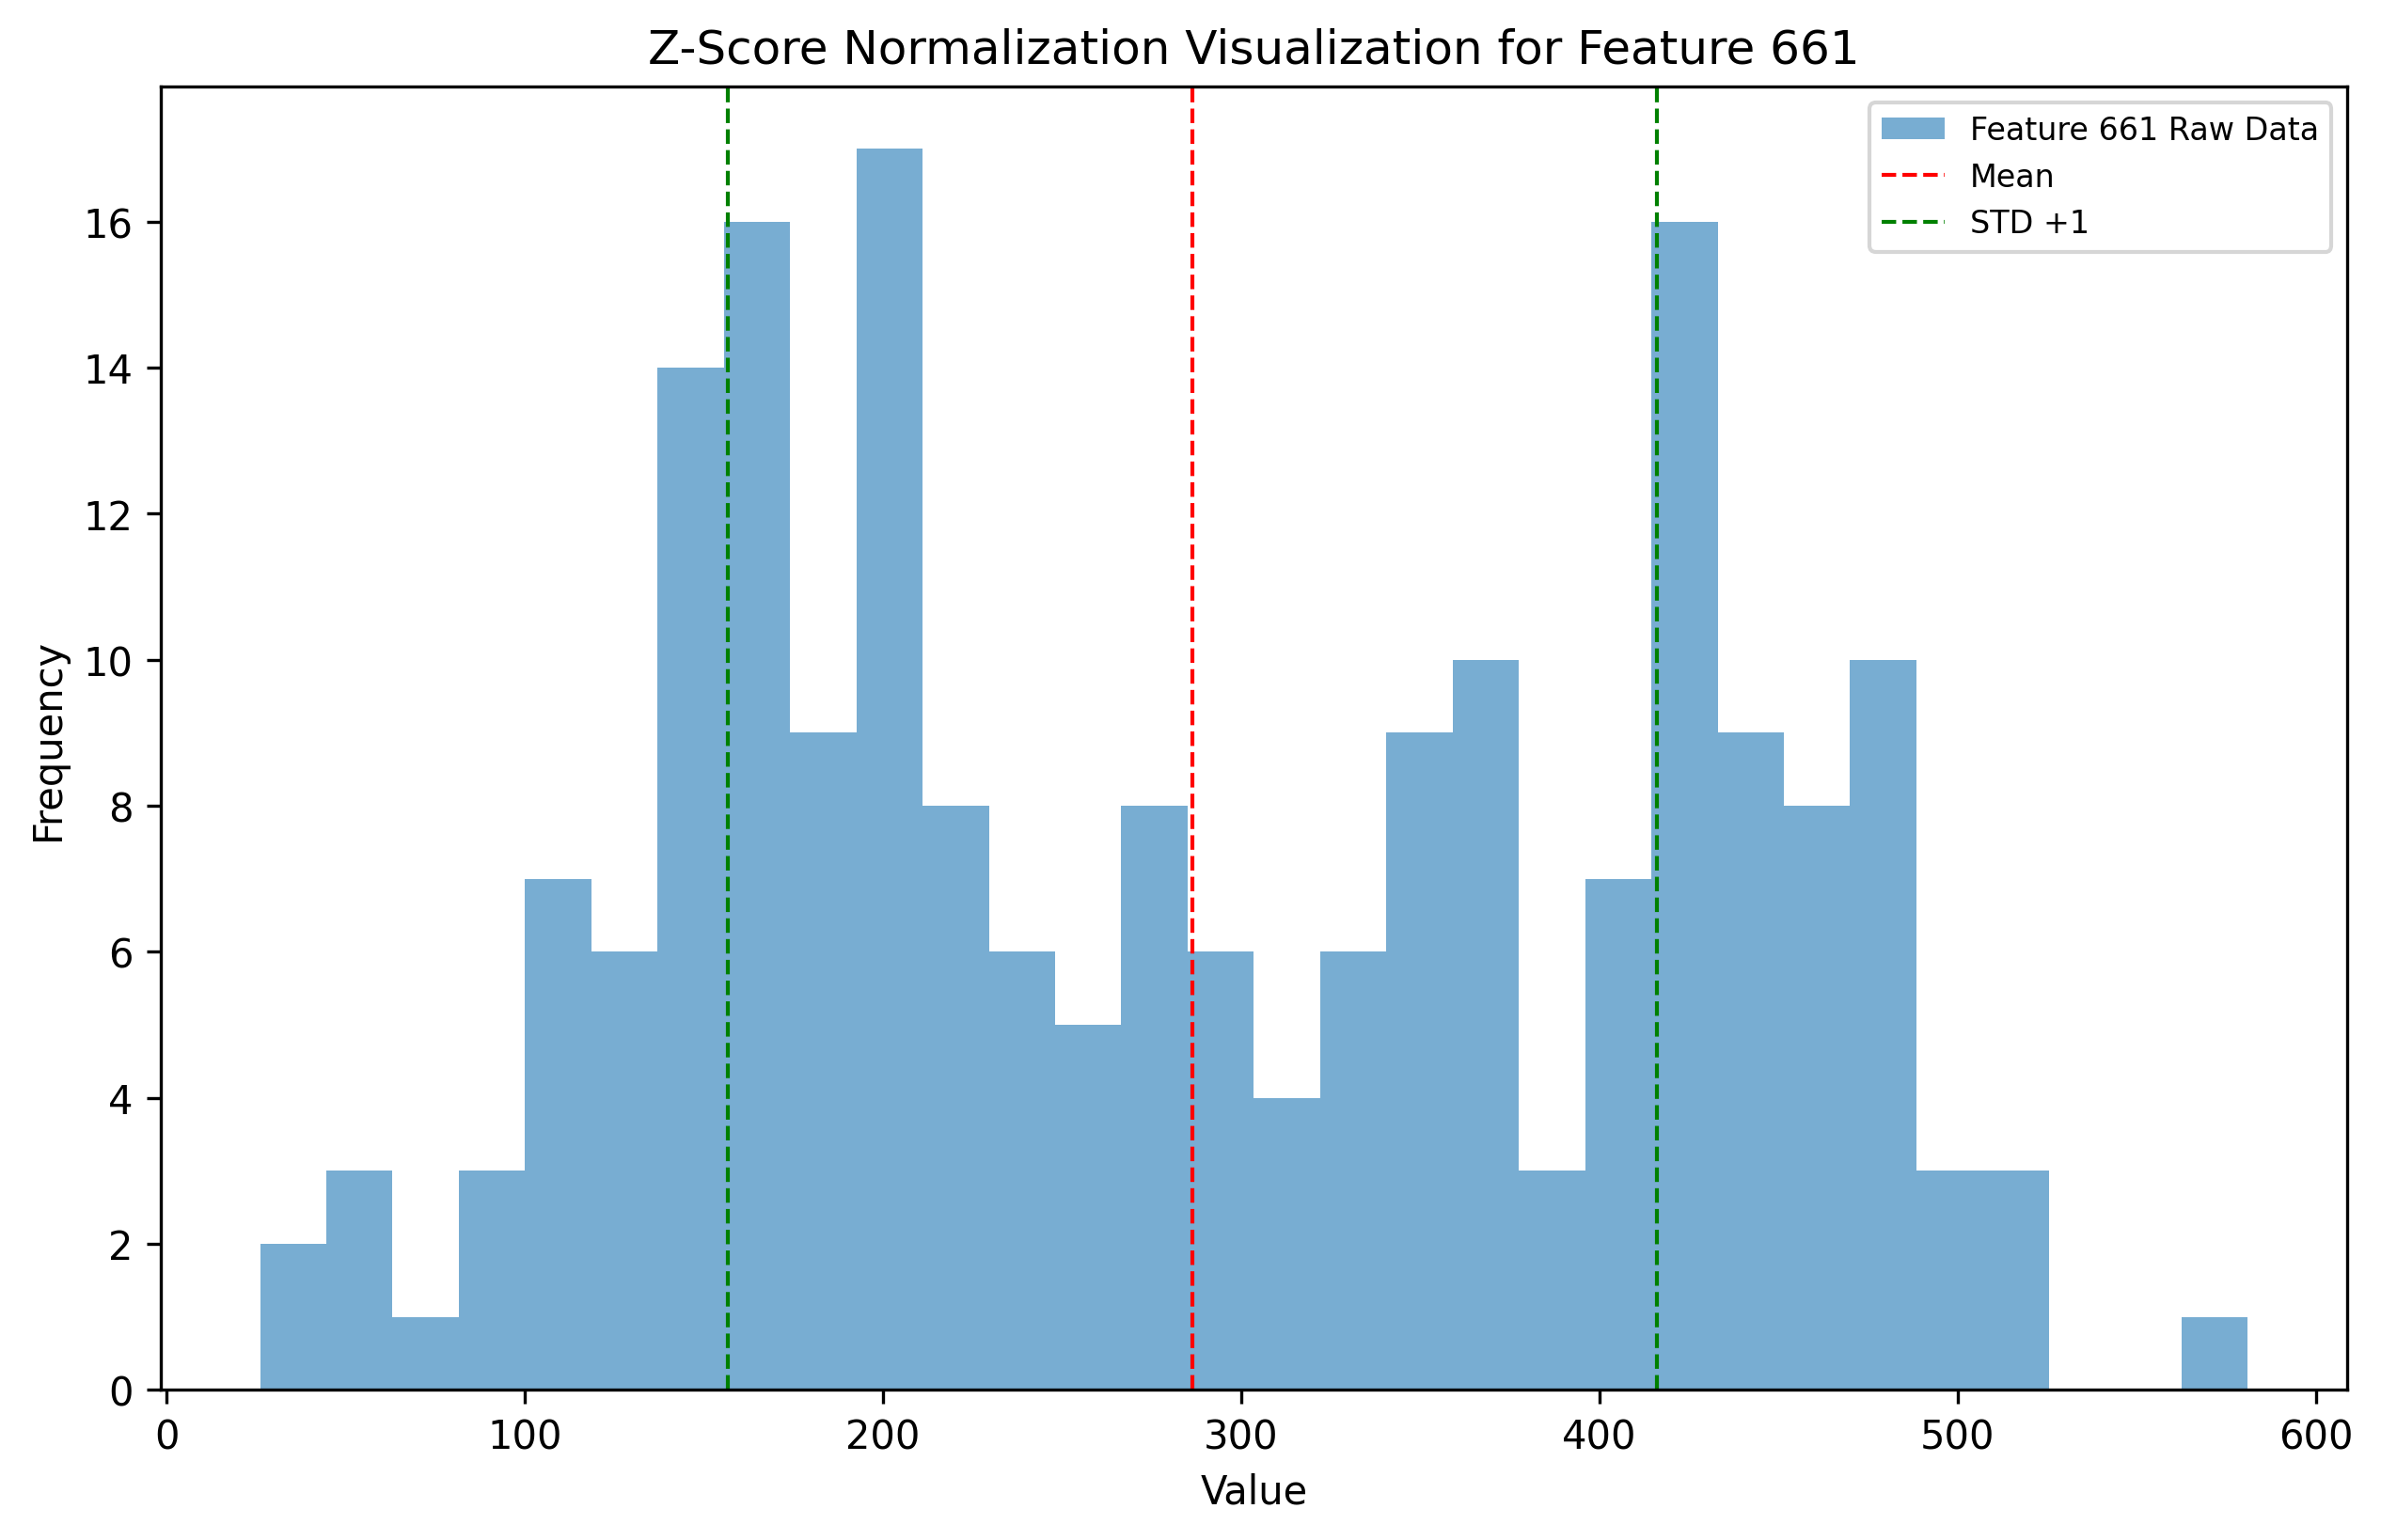 Z-Score Normalization Visualization for Feature 661
Feature 661 Raw Data
Mean
STD +1
Frequency
16
14
12
10
8
6
4
2
0
0 100 200 300 400 500 600
Value